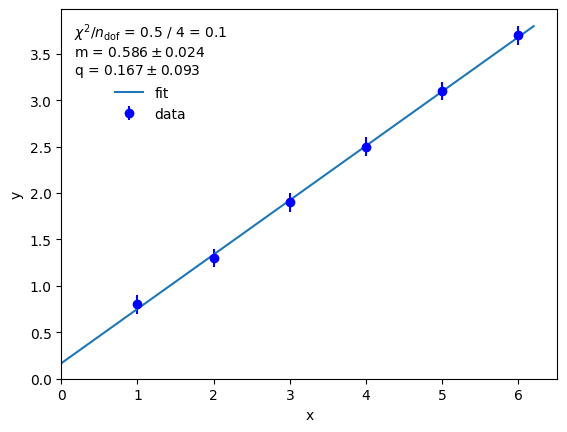 χ²/n_dof = 0.5 / 4 = 0.1
m = 0.586 ± 0.024
q = 0.167 ± 0.093
fit
data
y
3.5
3.0
2.5
2.0
1.5
1.0
0.5
0.0
0 1 2 3 4 5 6
x